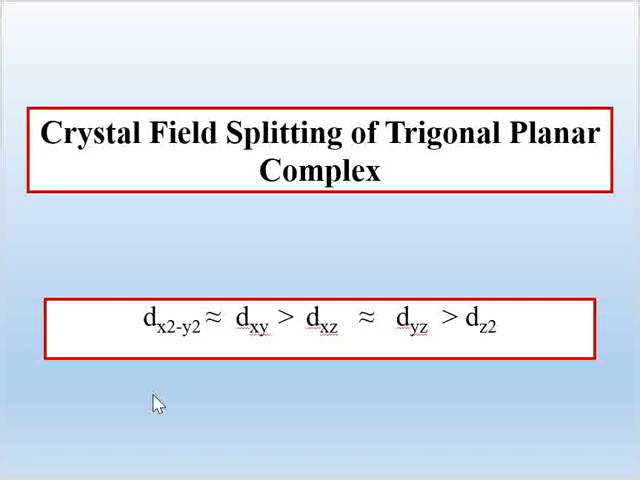 Crystal Field Splitting of Trigonal Planar
Complex
dx2-y2 ≈ dxy > dxz ≈ dyz > dz2